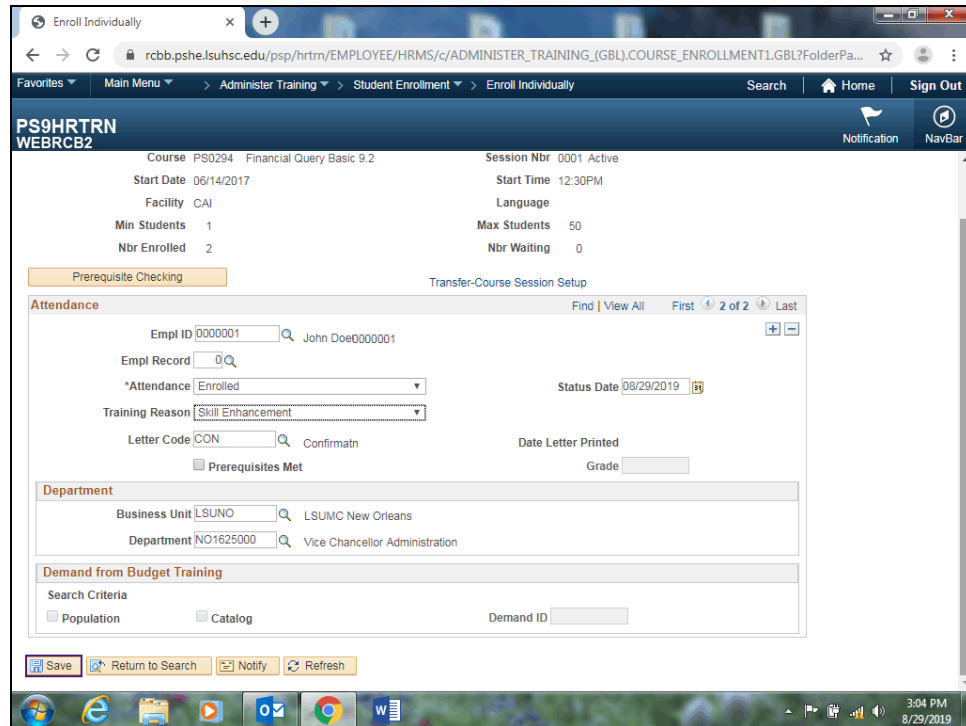 Enroll Individually
rcbb.pshe.lsuhsc.edu/psp/hrtrn/EMPLOYEE/HRMS/c/ADMINISTER_TRAINING_(GBL).COURSE_ENROLLMENT1.GBL?FolderPa...
Favorites Main Menu > Administer Training > Student Enrollment > Enroll Individually Search Home Sign Out
PS9HRTRN
WEBRCB2
Notification NavBar
Course PS0294 Financial Query Basic 9.2 Session Nbr 0001 Active
Start Date 06/14/2017 Start Time 12:30PM
Facility CAI Language
Min Students 1 Max Students 50
Nbr Enrolled 2 Nbr Waiting 0
Prerequisite Checking Transfer-Course Session Setup
Attendance Find | View All First 2 of 2 Last
Empl ID 0000001 John Doe0000001
Empl Record 0
*Attendance Enrolled Status Date 08/29/2019
Training Reason Skill Enhancement
Letter Code CON Confirmatn Date Letter Printed
Prerequisites Met Grade
Department
Business Unit LSUNO LSUMC New Orleans
Department NO1625000 Vice Chancellor Administration
Demand from Budget Training
Search Criteria
Population Catalog Demand ID
Save Return to Search Notify Refresh
3:04 PM
8/29/2019